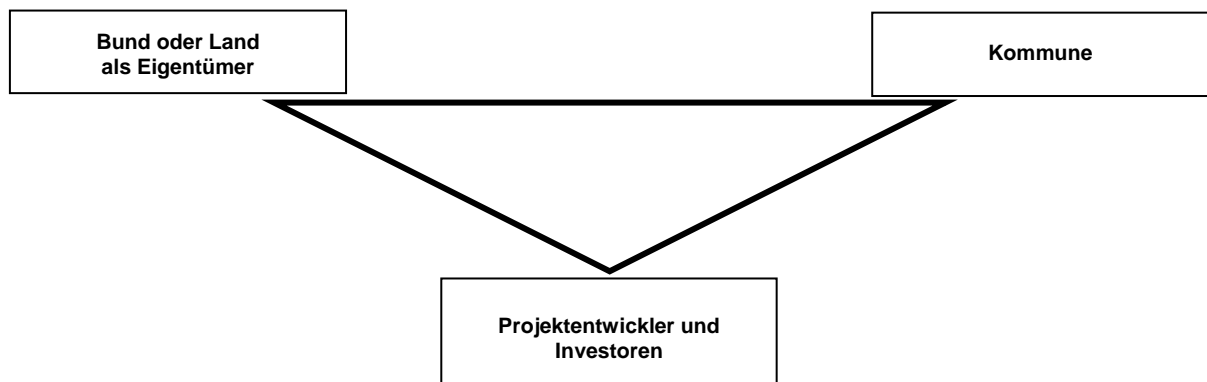 Bund oder Land
als Eigentümer
Kommune
Projektentwickler und
Investoren